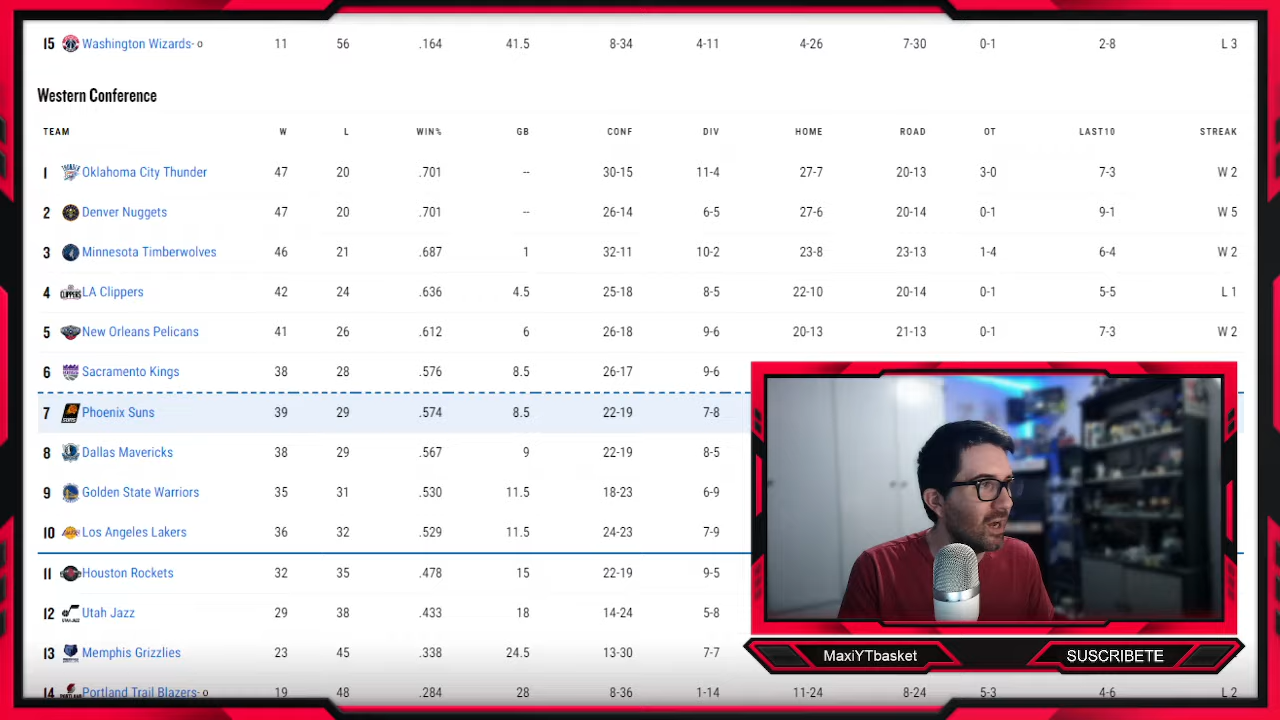 15 Washington Wizards- o 11 56 .164 41.5 8-34 4-11 4-26 7-30 0-1 2-8 L 3
Western Conference
TEAM W L WIN% GB CONF DIV HOME ROAD OT LAST10 STREAK
1 Oklahoma City Thunder 47 20 .701 -- 30-15 11-4 27-7 20-13 3-0 7-3 W 2
2 Denver Nuggets 47 20 .701 -- 26-14 6-5 27-6 20-14 0-1 9-1 W 5
3 Minnesota Timberwolves 46 21 .687 1 32-11 10-2 23-8 23-13 1-4 6-4 W 2
4 CLIPPERS LA Clippers 42 24 .636 4.5 25-18 8-5 22-10 20-14 0-1 5-5 L 1
5 New Orleans Pelicans 41 26 .612 6 26-18 9-6 20-13 21-13 0-1 7-3 W 2
6 Sacramento Kings 38 28 .576 8.5 26-17 9-6
7 Phoenix Suns 39 29 .574 8.5 22-19 7-8
8 Dallas Mavericks 38 29 .567 9 22-19 8-5
9 Golden State Warriors 35 31 .530 11.5 18-23 6-9
10 Los Angeles Lakers 36 32 .529 11.5 24-23 7-9
11 Houston Rockets 32 35 .478 15 22-19 9-5
12 Utah Jazz 29 38 .433 18 14-24 5-8
13 Memphis Grizzlies 23 45 .338 24.5 13-30 7-7
14 Portland Trail Blazers- o 19 48 .284 28 8-36 1-14 11-24 8-24 5-3 4-6 L 2
MaxiYTbasket
SUSCRIBETE